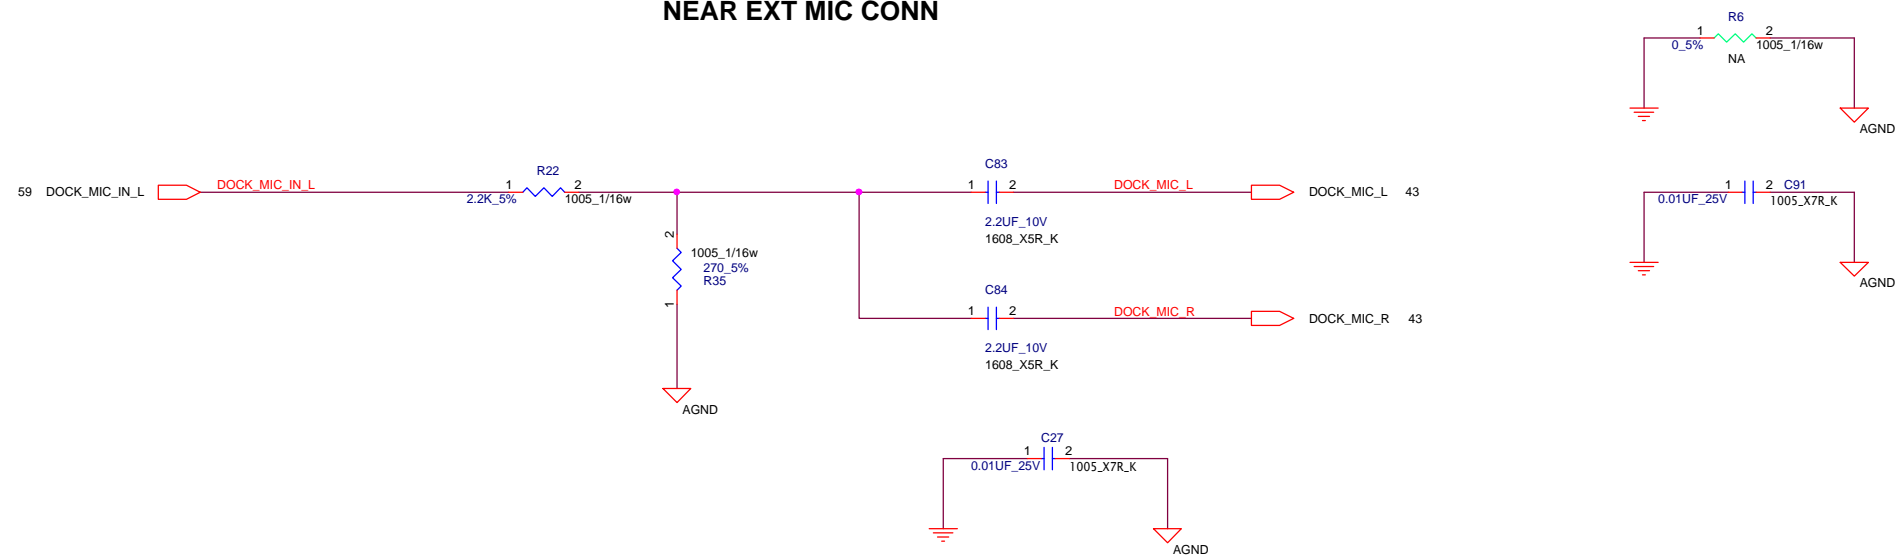 NEAR EXT MIC CONN
R6
1 2
0_5% 1005_1/16w
NA
AGND
59 DOCK_MIC_IN_L DOCK_MIC_IN_L
R22
1 2
2.2K_5% 1005_1/16w
2
1005_1/16w
270_5%
R35
1
AGND
C83
1 2
2.2UF_10V
1608_X5R_K
DOCK_MIC_L DOCK_MIC_L 43
C84
1 2
2.2UF_10V
1608_X5R_K
DOCK_MIC_R DOCK_MIC_R 43
1 2 C91
0.01UF_25V 1005_X7R_K
AGND
C27
1 2
0.01UF_25V 1005_X7R_K
AGND